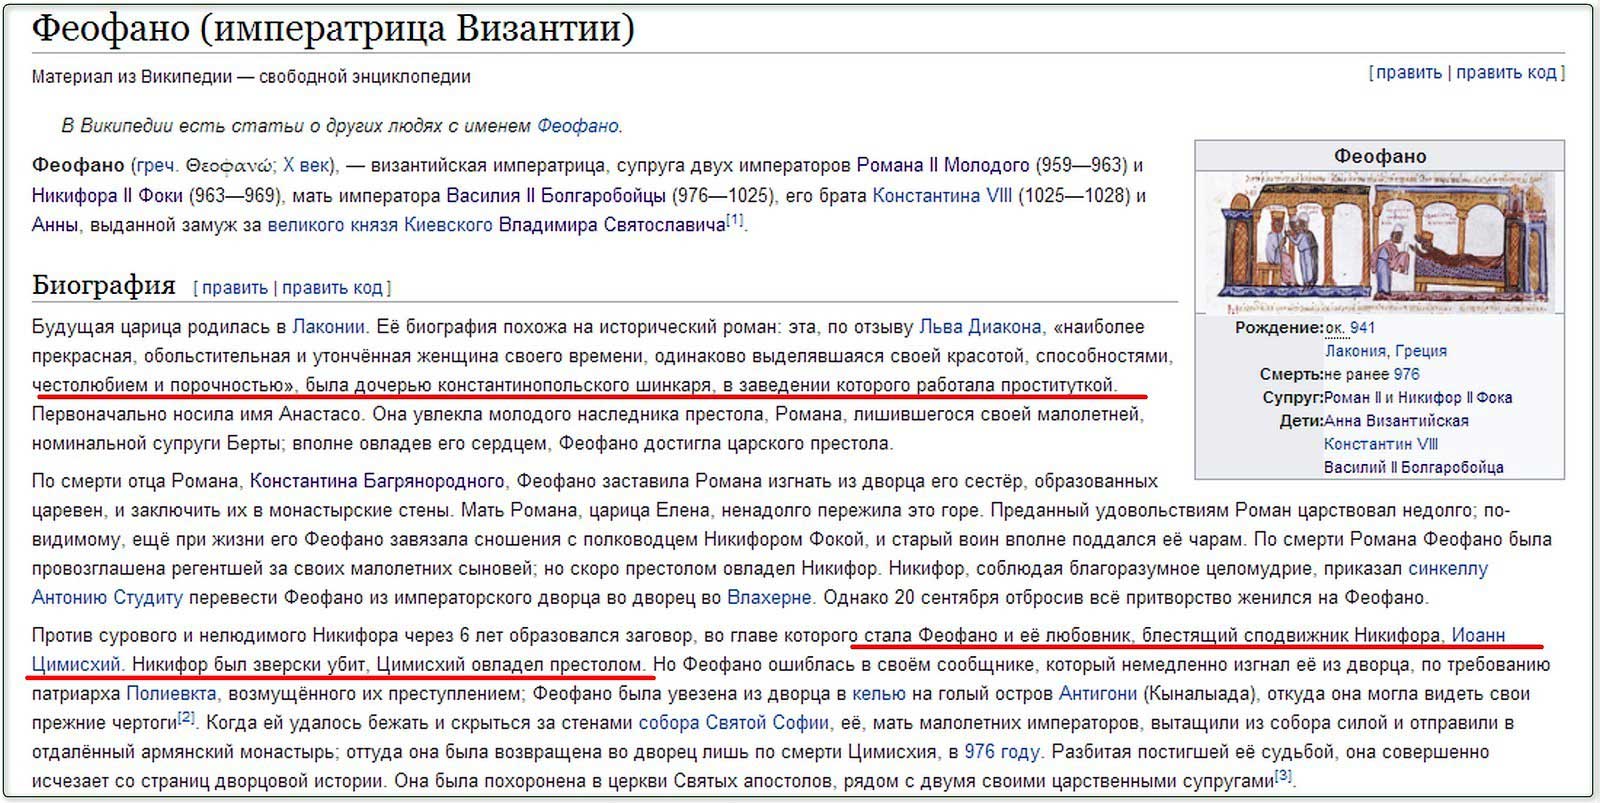 Феофано (императрица Византии)
Материал из Википедии — свободной энциклопедии
[ править | править код ]
В Википедии есть статьи о других людях с именем Феофано.
Феофано (греч. Θεοφανώ; X век), — византийская императрица, супруга двух императоров Романа II Молодого (959—963) и
Никифора II Фоки (963—969), мать императора Василия II Болгаробойцы (976—1025), его брата Константина VIII (1025—1028) и
Анны, выданной замуж за великого князя Киевского Владимира Святославича[1].
Биография [ править | править код ]
Будущая царица родилась в Лаконии. Её биография похожа на исторический роман: эта, по отзыву Льва Диакона, «наиболее
прекрасная, обольстительная и утончённая женщина своего времени, одинаково выделявшаяся своей красотой, способностями,
честолюбием и порочностью», была дочерью константинопольского шинкаря, в заведении которого работала проституткой.
Первоначально носила имя Анастасо. Она увлекла молодого наследника престола, Романа, лишившегося своей малолетней,
номинальной супруги Берты; вполне овладев его сердцем, Феофано достигла царского престола.
По смерти отца Романа, Константина Багрянородного, Феофано заставила Романа изгнать из дворца его сестёр, образованных
царевен, и заключить их в монастырские стены. Мать Романа, царица Елена, ненадолго пережила это горе. Преданный удовольствиям Роман царствовал недолго; по-
видимому, ещё при жизни его Феофано завязала сношения с полководцем Никифором Фокой, и старый воин вполне поддался её чарам. По смерти Романа Феофано была
провозглашена регентшей за своих малолетних сыновей; но скоро престолом овладел Никифор. Никифор, соблюдая благоразумное целомудрие, приказал синкеллу
Антонию Студиту перевести Феофано из императорского дворца во дворец во Влахерне. Однако 20 сентября отбросив всё притворство женился на Феофано.
Против сурового и нелюдимого Никифора через 6 лет образовался заговор, во главе которого стала Феофано и её любовник, блестящий сподвижник Никифора, Иоанн
Цимисхий. Никифор был зверски убит, Цимисхий овладел престолом. Но Феофано ошиблась в своём сообщнике, который немедленно изгнал её из дворца, по требованию
патриарха Полиевкта, возмущённого их преступлением; Феофано была увезена из дворца в келью на голый остров Антигони (Кыналыада), откуда она могла видеть свои
прежние чертоги[2]. Когда ей удалось бежать и скрыться за стенами собора Святой Софии, её, мать малолетних императоров, вытащили из собора силой и отправили в
отдалённый армянский монастырь; оттуда она была возвращена во дворец лишь по смерти Цимисхия, в 976 году. Разбитая постигшей её судьбой, она совершенно
исчезает со страниц дворцовой истории. Она была похоронена в церкви Святых апостолов, рядом с двумя своими царственными супругами[3].
Феофано
Рождение: ок. 941
Лакония, Греция
Смерть: не ранее 976
Супруг: Роман II и Никифор II Фока
Дети: Анна Византийская
Константин VIII
Василий II Болгаробойца